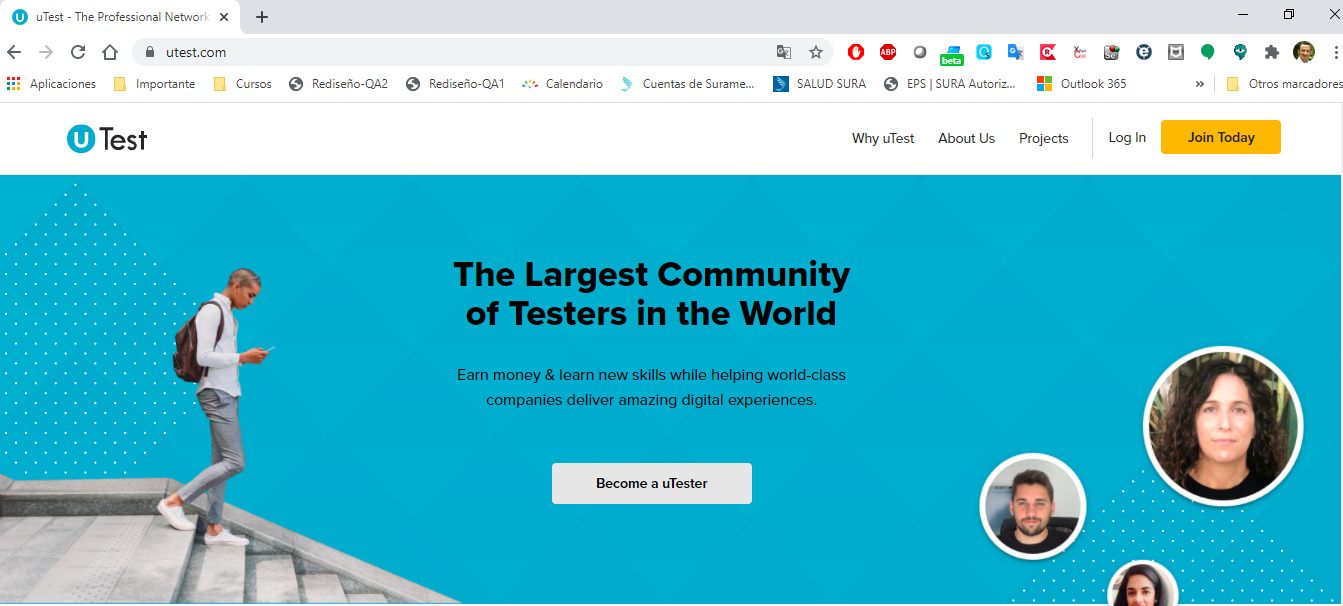 uTest - The Professional Network
utest.com
ABP
beta
Aplicaciones
Importante
Cursos
Rediseño-QA2
Rediseño-QA1
Calendario
Cuentas de Surame...
SALUD SURA
EPS | SURA Autoriz...
Outlook 365
»
Otros marcadores
u Test
Why uTest
About Us
Projects
Log In
Join Today
The Largest Community
of Testers in the World
Earn money & learn new skills while helping world-class
companies deliver amazing digital experiences.
Become a uTester